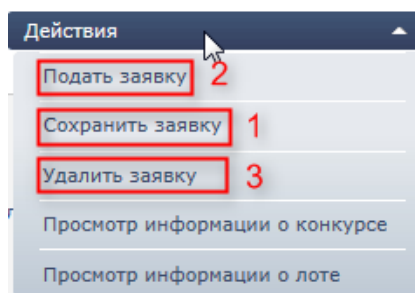 Действия
Подать заявку 2
Сохранить заявку 1
Удалить заявку 3
Просмотр информации о конкурсе
Просмотр информации о лоте